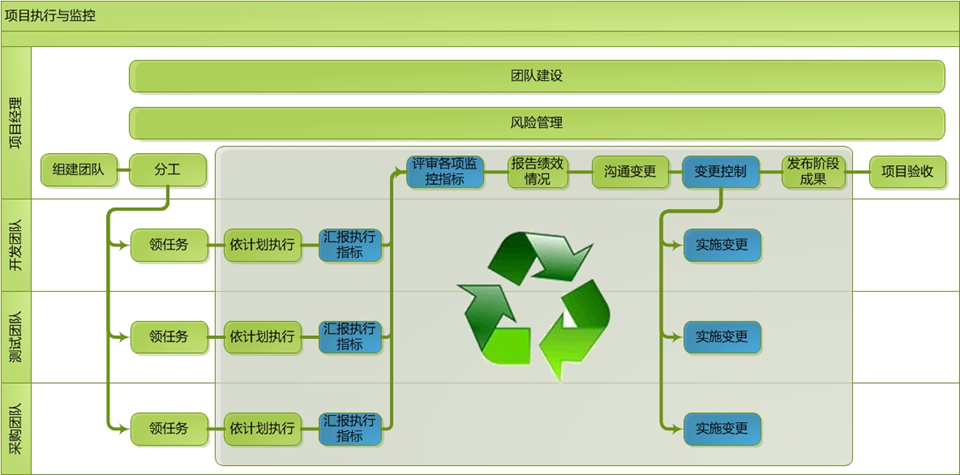 项目执行与监控
项目经理
团队建设
风险管理
组建团队
分工
评审各项监
控指标
报告绩效
情况
沟通变更
变更控制
发布阶段
成果
项目验收
开发团队
领任务
依计划执行
汇报执行
指标
实施变更
测试团队
领任务
依计划执行
汇报执行
指标
实施变更
采购团队
领任务
依计划执行
汇报执行
指标
实施变更